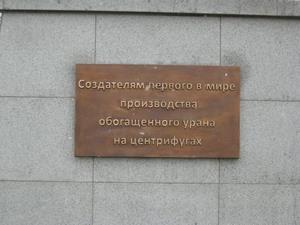 Создателям первого в мире
производства
обогащенного урана
на центрифугах